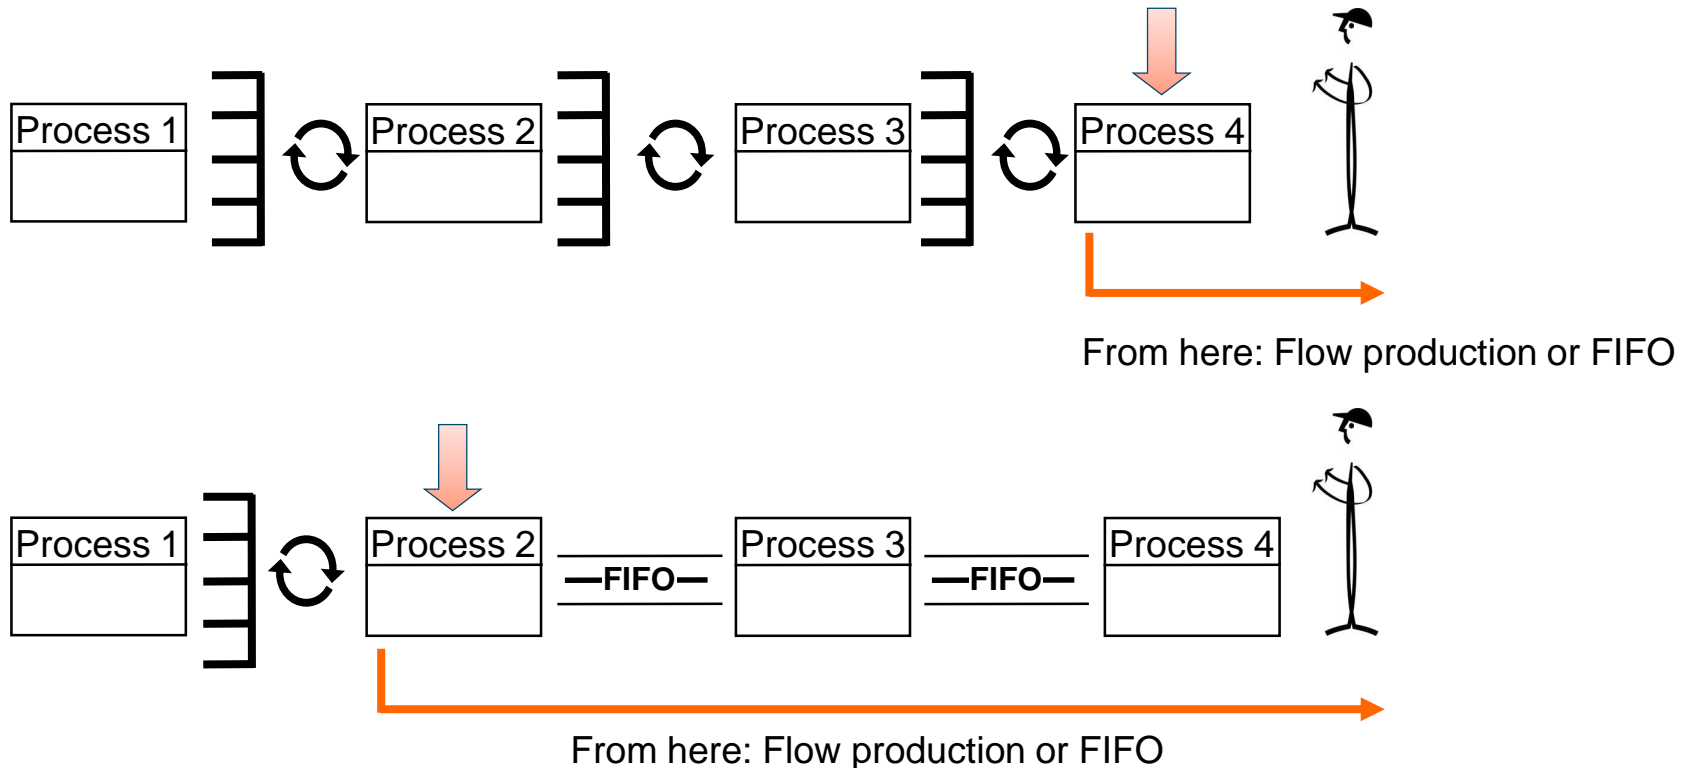 Process 1
Process 2
Process 3
Process 4
From here: Flow production or FIFO
Process 1
Process 2
FIFO
Process 3
FIFO
Process 4
From here: Flow production or FIFO